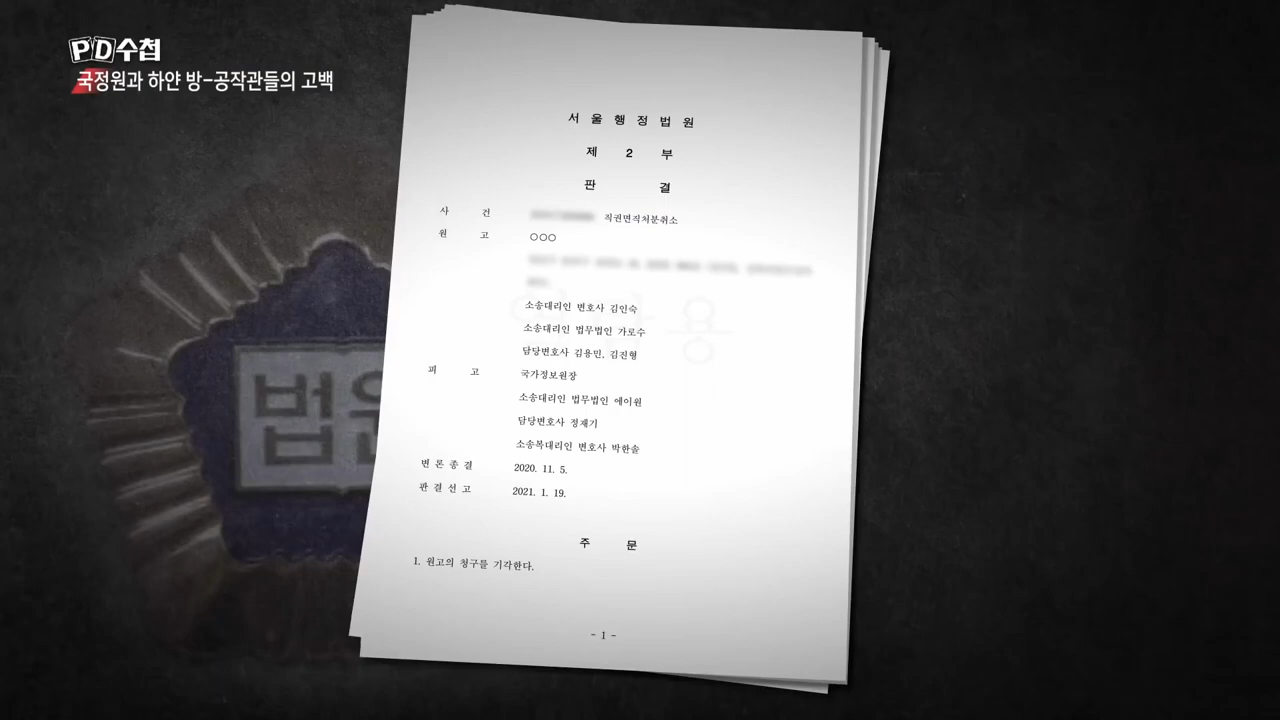 PD수첩
국정원과 하얀 방-공작관들의 고백
서 울 행 정 법 원
제 2 부
판 결
사 건 직권면직처분취소
원 고 ○○○
소송대리인 변호사 김인숙
소송대리인 법무법인 가로수
담당변호사 김용민, 김진형
피 고 국가정보원장
소송대리인 법무법인 에이원
담당변호사 정재기
소송복대리인 변호사 박한솔
변 론 종 결 2020. 11. 5.
판 결 선 고 2021. 1. 19.
주 문
1. 원고의 청구를 기각한다.
- 1 -
법원